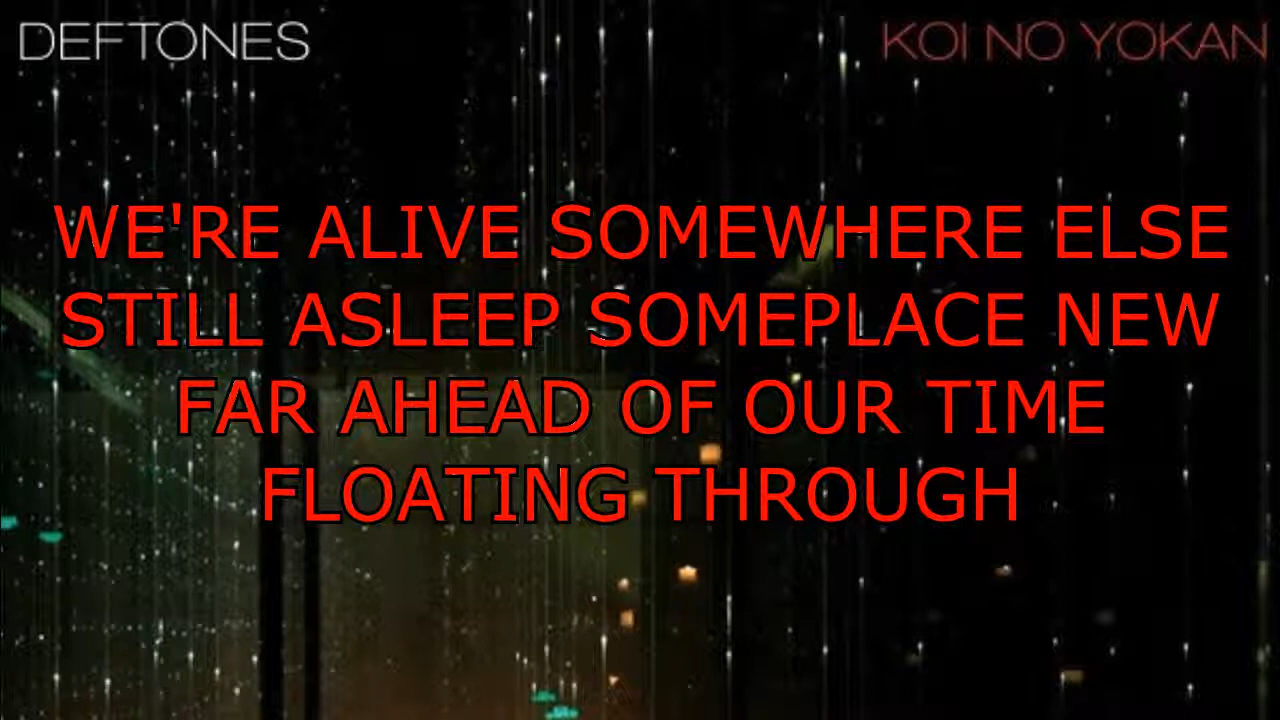 DEFTONES
KOI NO YOKAN
WE'RE ALIVE SOMEWHERE ELSE
STILL ASLEEP SOMEPLACE NEW
FAR AHEAD OF OUR TIME
FLOATING THROUGH